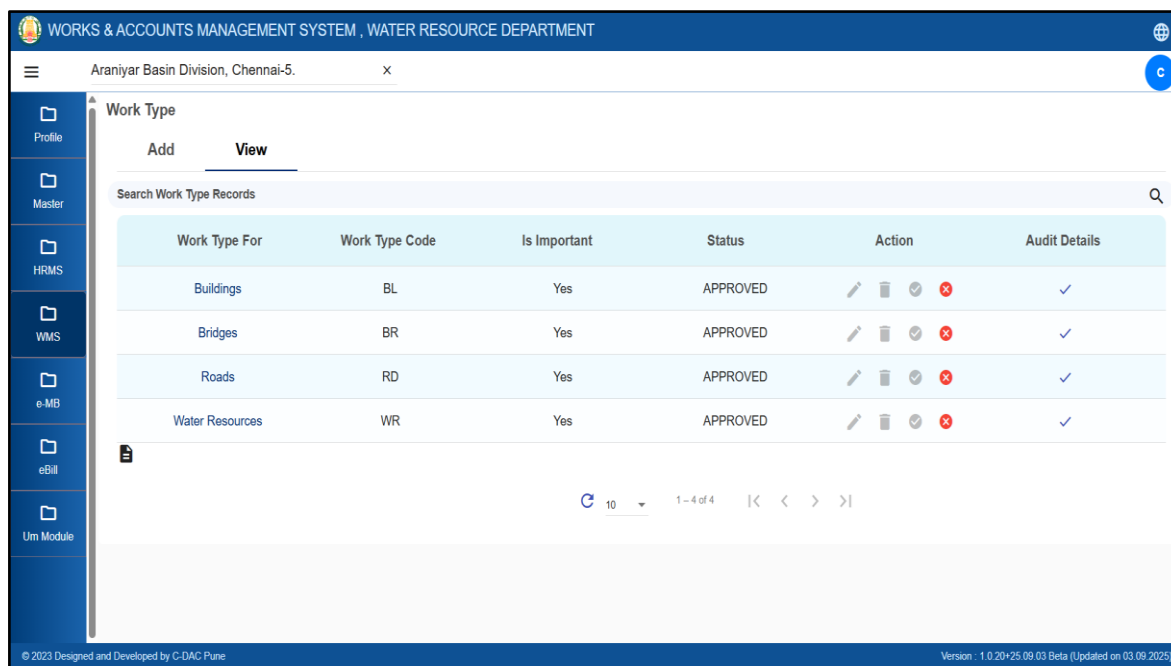 WORKS & ACCOUNTS MANAGEMENT SYSTEM , WATER RESOURCE DEPARTMENT
Araniyar Basin Division, Chennai-5. X
C
Profile
Master
HRMS
WMS
e-MB
eBill
Um Module
Work Type
Add View
Search Work Type Records
Work Type For Work Type Code Is Important Status Action Audit Details
Buildings BL Yes APPROVED
Bridges BR Yes APPROVED
Roads RD Yes APPROVED
Water Resources WR Yes APPROVED
10 1 – 4 of 4
© 2023 Designed and Developed by C-DAC Pune Version : 1.0.20+25.09.03 Beta (Updated on 03.09.2025)